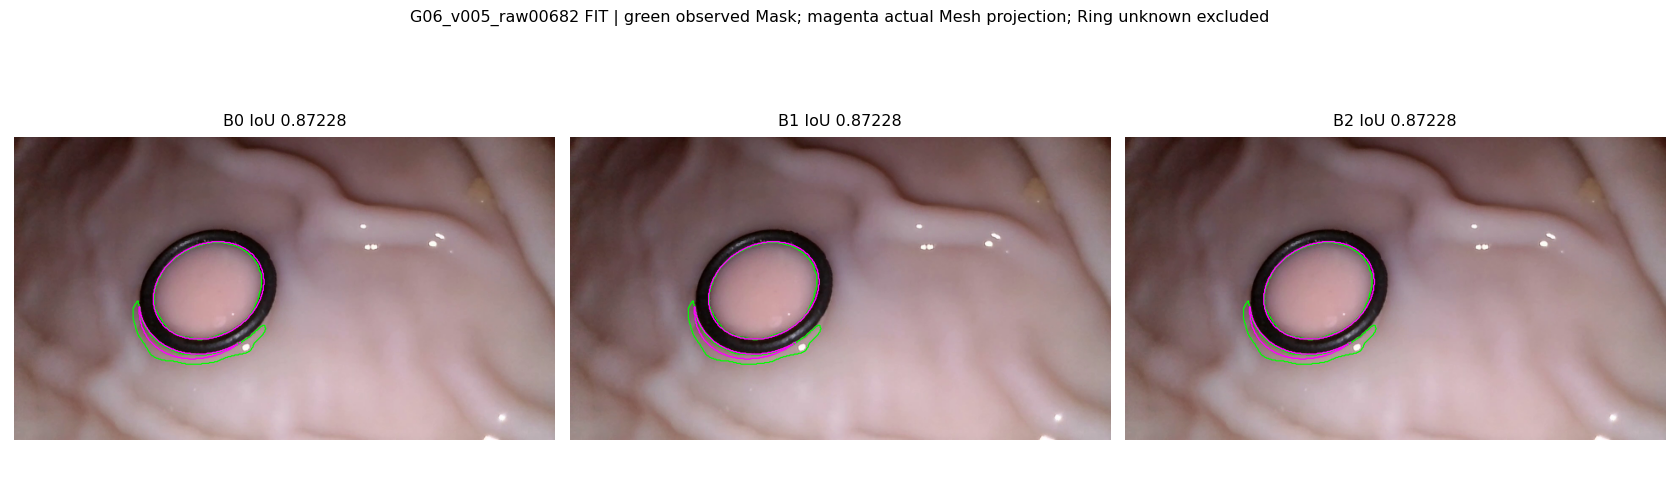 G06_v005_raw00682 FIT | green observed Mask; magenta actual Mesh projection; Ring unknown excluded
B0 IoU 0.87228
B1 IoU 0.87228
B2 IoU 0.87228